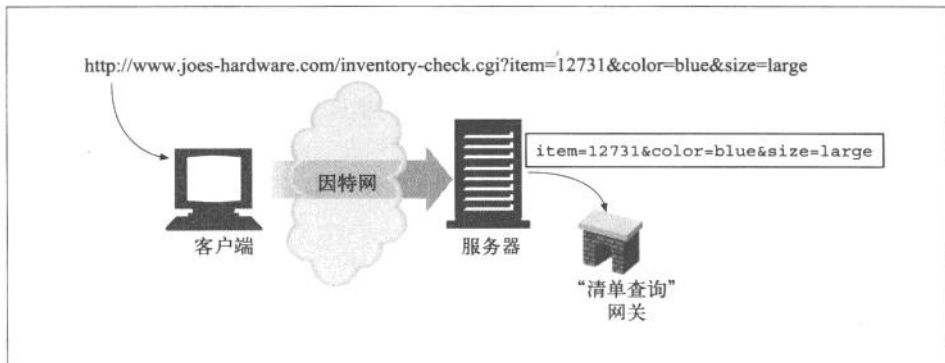 http://www.joes-hardware.com/inventory-check.cgi?item=12731&color=blue&size=large
item=12731&color=blue&size=large
因特网
客户端
服务器
“清单查询”
网关